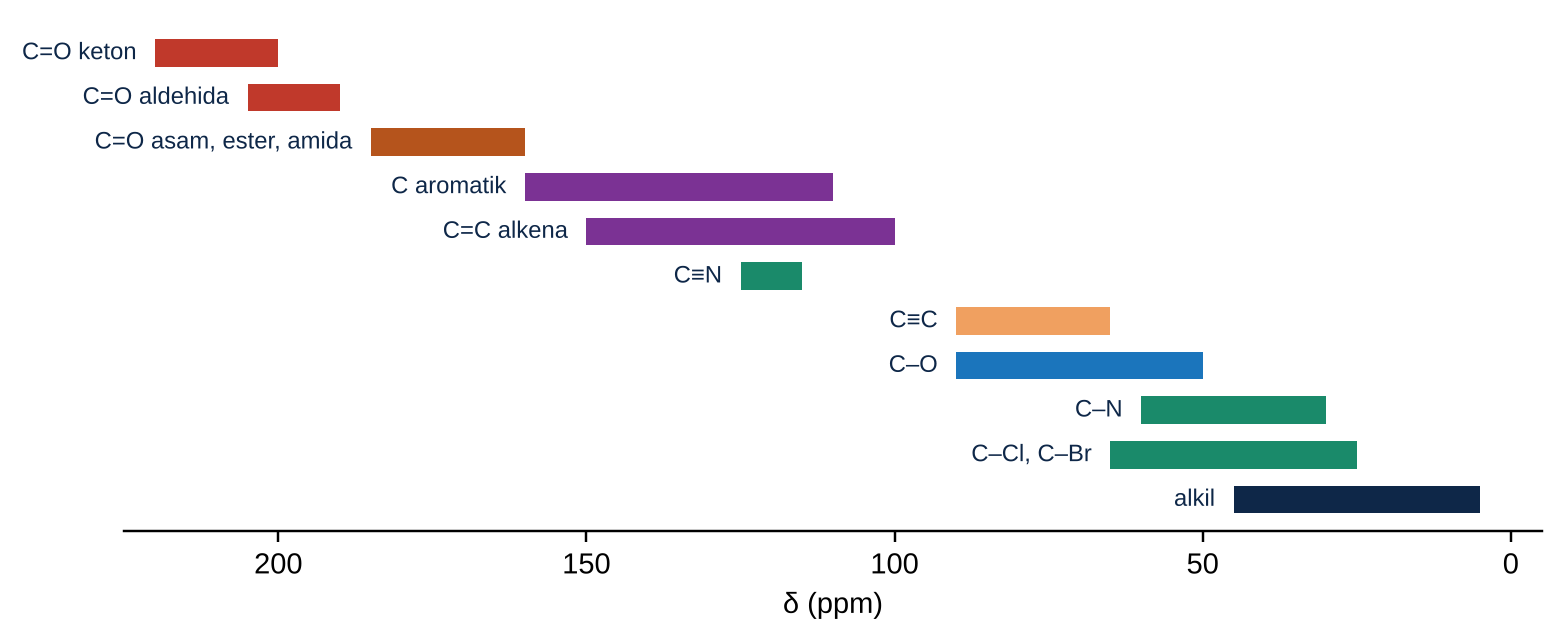 C=O keton
C=O aldehida
C=O asam, ester, amida
C aromatik
C=C alkena
C≡N
C≡C
C–O
C–N
C–Cl, C–Br
alkil
200 150 100 50 0
δ (ppm)